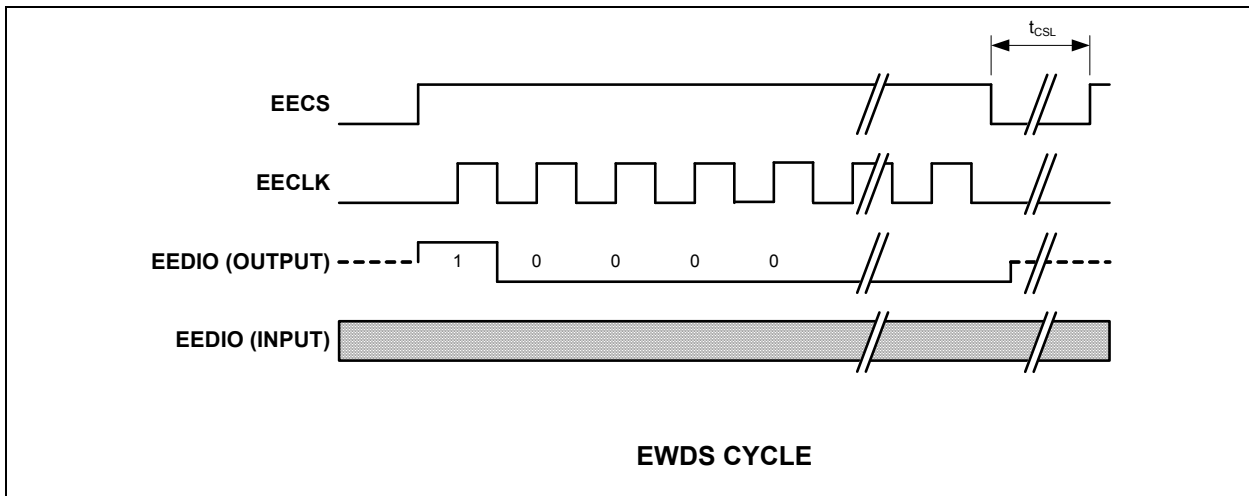 tCSL
EECS
EECLK
EEDIO (OUTPUT)
1 0 0 0 0
EEDIO (INPUT)
EWDS CYCLE